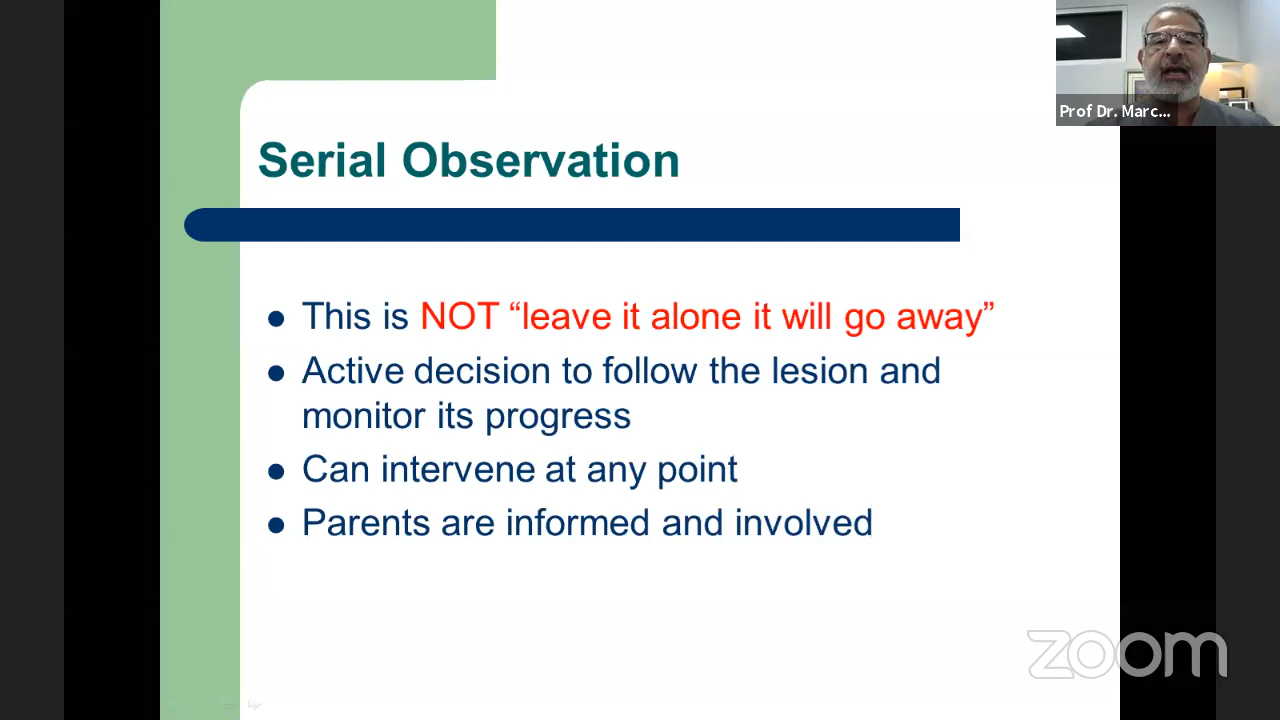 Prof Dr. Marc...
Serial Observation
This is NOT “leave it alone it will go away”
Active decision to follow the lesion and
monitor its progress
Can intervene at any point
Parents are informed and involved
zoom